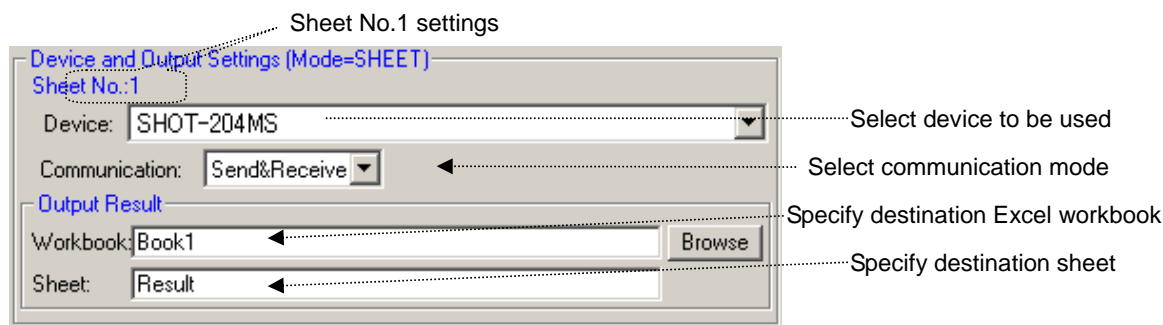 Sheet No.1 settings
Device and Output Settings (Mode=SHEET)
Sheet No.:1
Device: SHOT-204MS
Select device to be used
Communication: Send&Receive
Select communication mode
Output Result
Specify destination Excel workbook
Workbook: Book1 Browse
Specify destination sheet
Sheet: Result